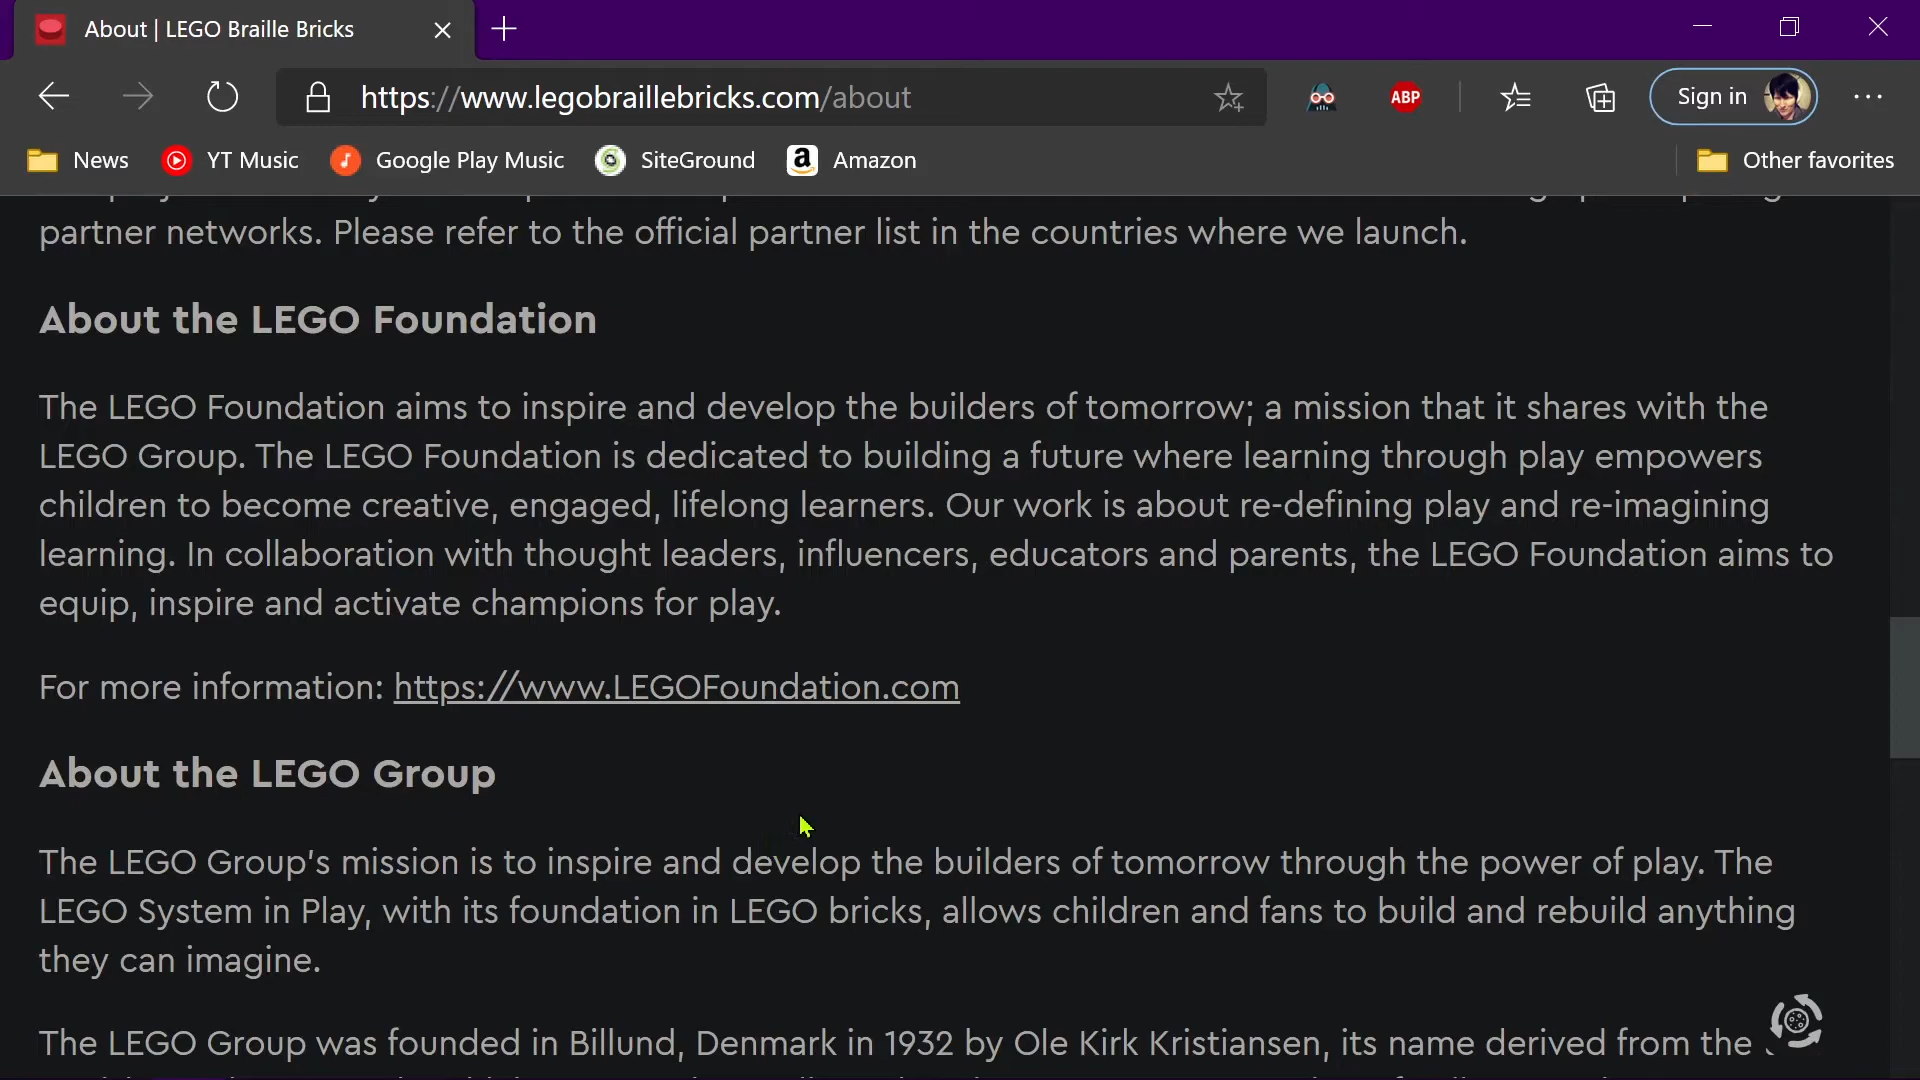 About | LEGO Braille Bricks
https://www.legobraillebricks.com/about
ABP
Sign in
News
YT Music
Google Play Music
SiteGround
a Amazon
Other favorites
partner networks. Please refer to the official partner list in the countries where we launch.
About the LEGO Foundation
The LEGO Foundation aims to inspire and develop the builders of tomorrow; a mission that it shares with the
LEGO Group. The LEGO Foundation is dedicated to building a future where learning through play empowers
children to become creative, engaged, lifelong learners. Our work is about re-defining play and re-imagining
learning. In collaboration with thought leaders, influencers, educators and parents, the LEGO Foundation aims to
equip, inspire and activate champions for play.
For more information: https://www.LEGOFoundation.com
About the LEGO Group
The LEGO Group's mission is to inspire and develop the builders of tomorrow through the power of play. The
LEGO System in Play, with its foundation in LEGO bricks, allows children and fans to build and rebuild anything
they can imagine.
The LEGO Group was founded in Billund, Denmark in 1932 by Ole Kirk Kristiansen, its name derived from the